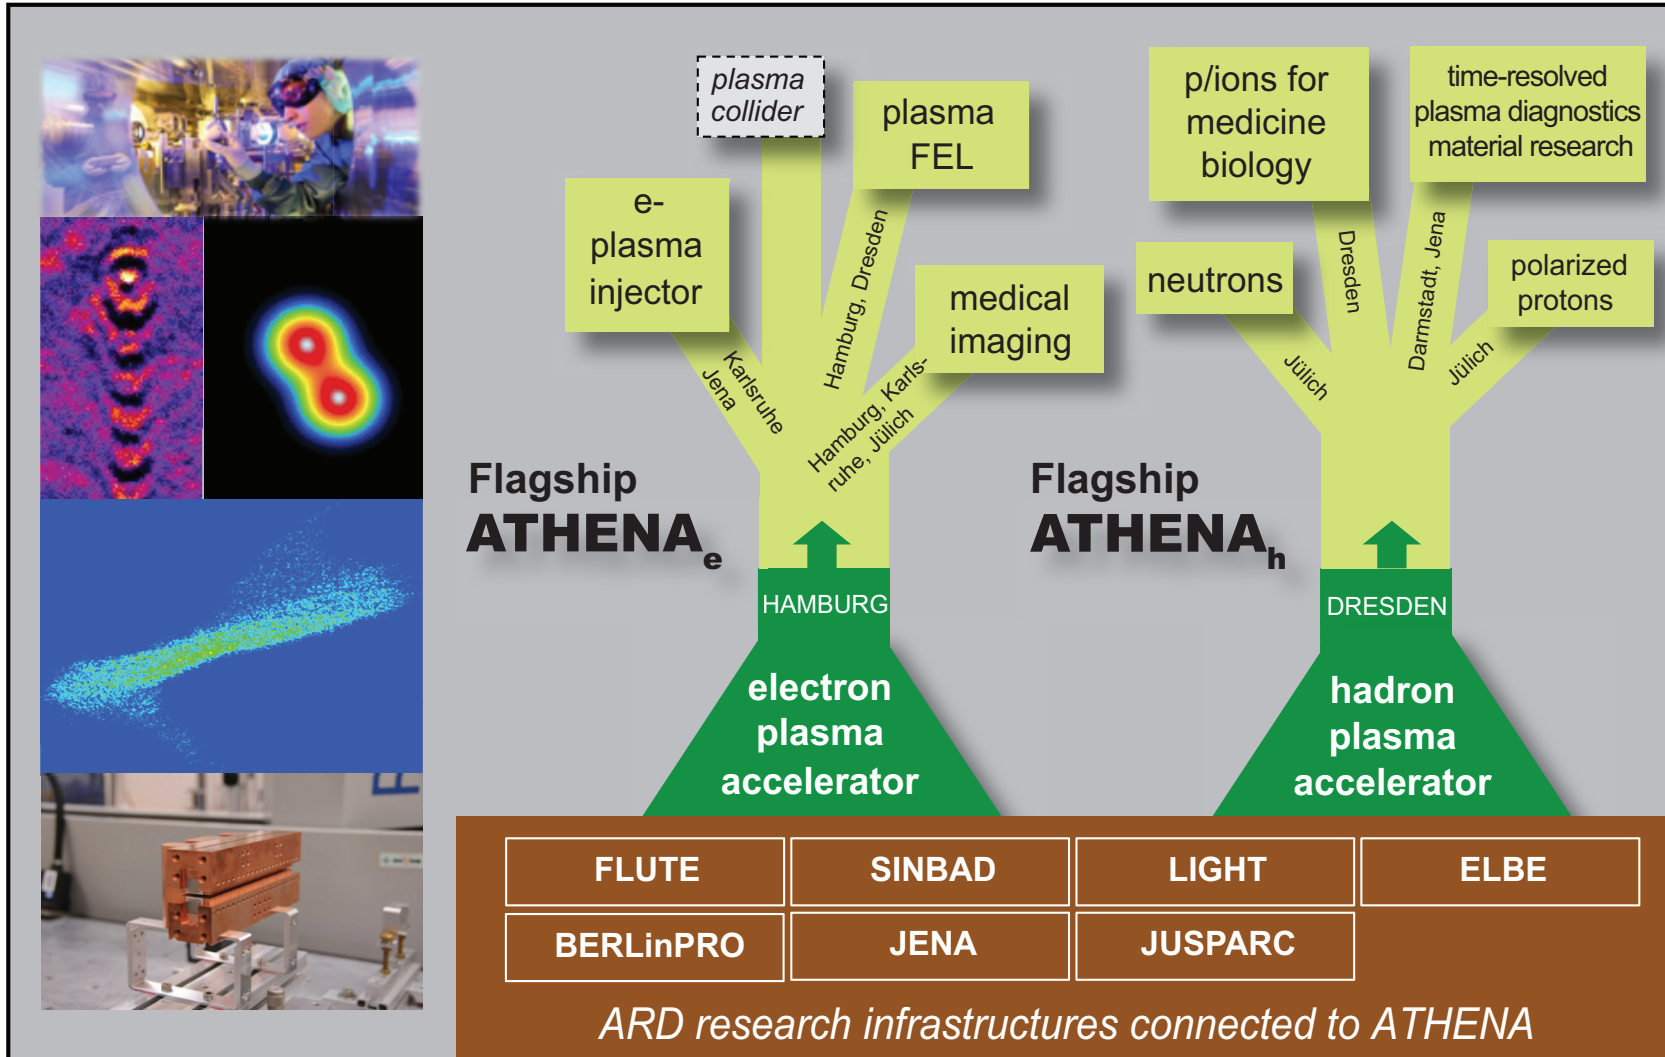 plasma
collider
plasma
FEL
e-
plasma
injector
medical
imaging
Karlsruhe
Jena
Hamburg, Dresden
Hamburg, Karls-
ruhe, Jülich
Flagship
ATHENAe
HAMBURG
electron
plasma
accelerator
p/ions for
medicine
biology
time-resolved
plasma diagnostics
material research
neutrons
polarized
protons
Jülich
Dresden
Darmstadt, Jena
Jülich
Flagship
ATHENAh
DRESDEN
hadron
plasma
accelerator
FLUTE
SINBAD
LIGHT
ELBE
BERLinPRO
JENA
JUSPARC
ARD research infrastructures connected to ATHENA